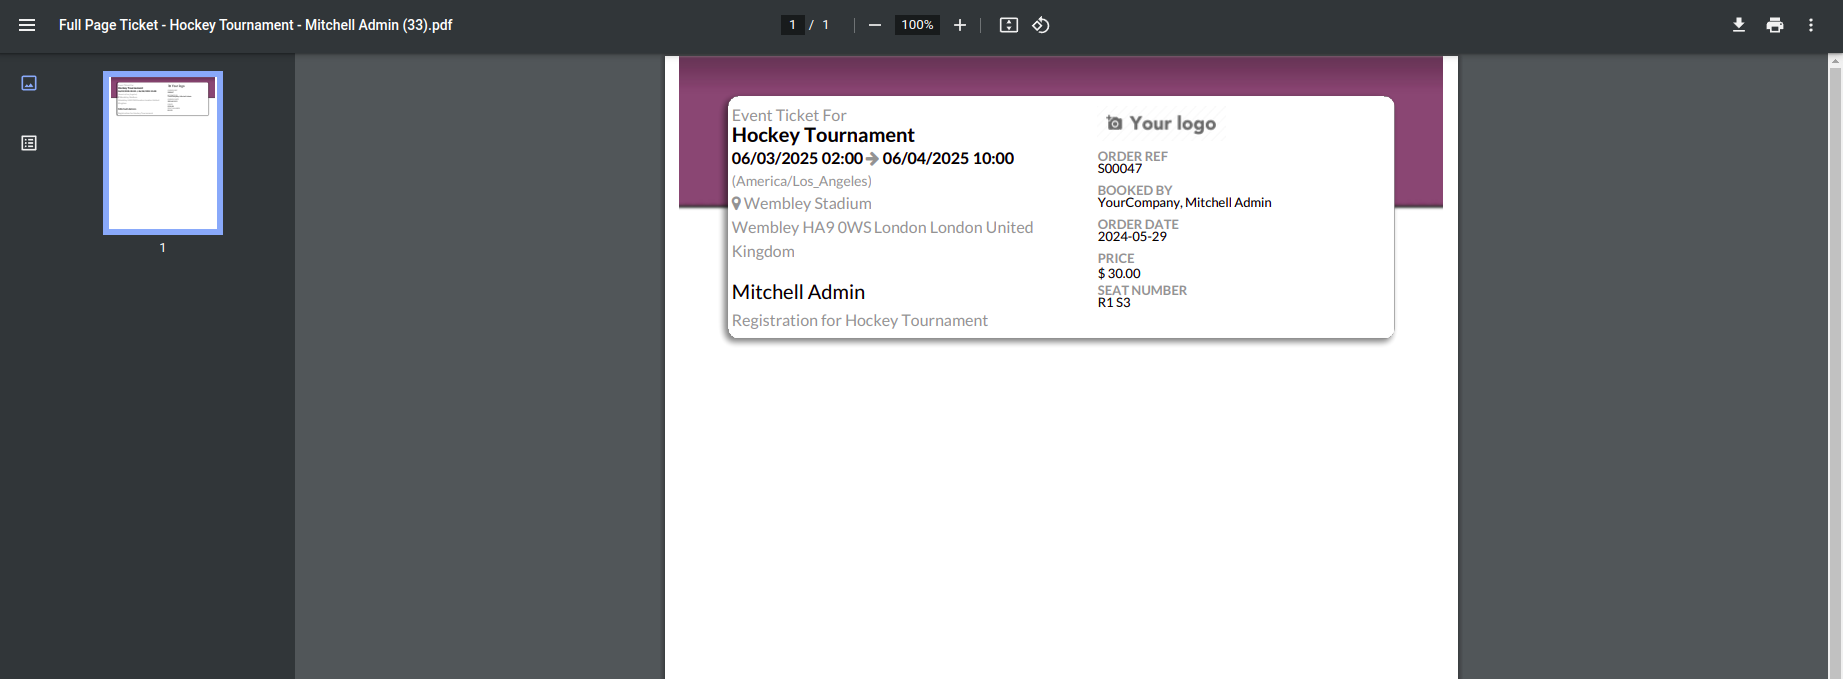 Full Page Ticket - Hockey Tournament - Mitchell Admin (33).pdf
1 / 1
100%
1
Event Ticket For
Hockey Tournament
06/03/2025 02:00 → 06/04/2025 10:00
(America/Los_Angeles)
Wembley Stadium
Wembley HA9 0WS London London United
Kingdom
Mitchell Admin
Registration for Hockey Tournament
Your logo
ORDER REF
S00047
BOOKED BY
YourCompany, Mitchell Admin
ORDER DATE
2024-05-29
PRICE
$ 30.00
SEAT NUMBER
R1 S3